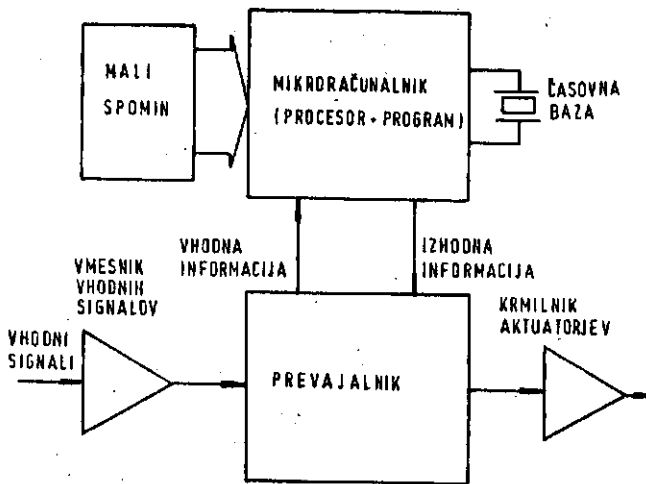 MALI
SPOMIN
MIKRORAČUNALNIK
(PROCESOR + PROGRAM)
ČASOVNA
BAZA
VHODNA
INFORMACIJA
IZHODNA
INFORMACIJA
VMESNIK
VHODNIH
SIGNALOV
VHODNI
SIGNALI
PREVAJALNIK
KRMILNIK
AKTUATORJEV